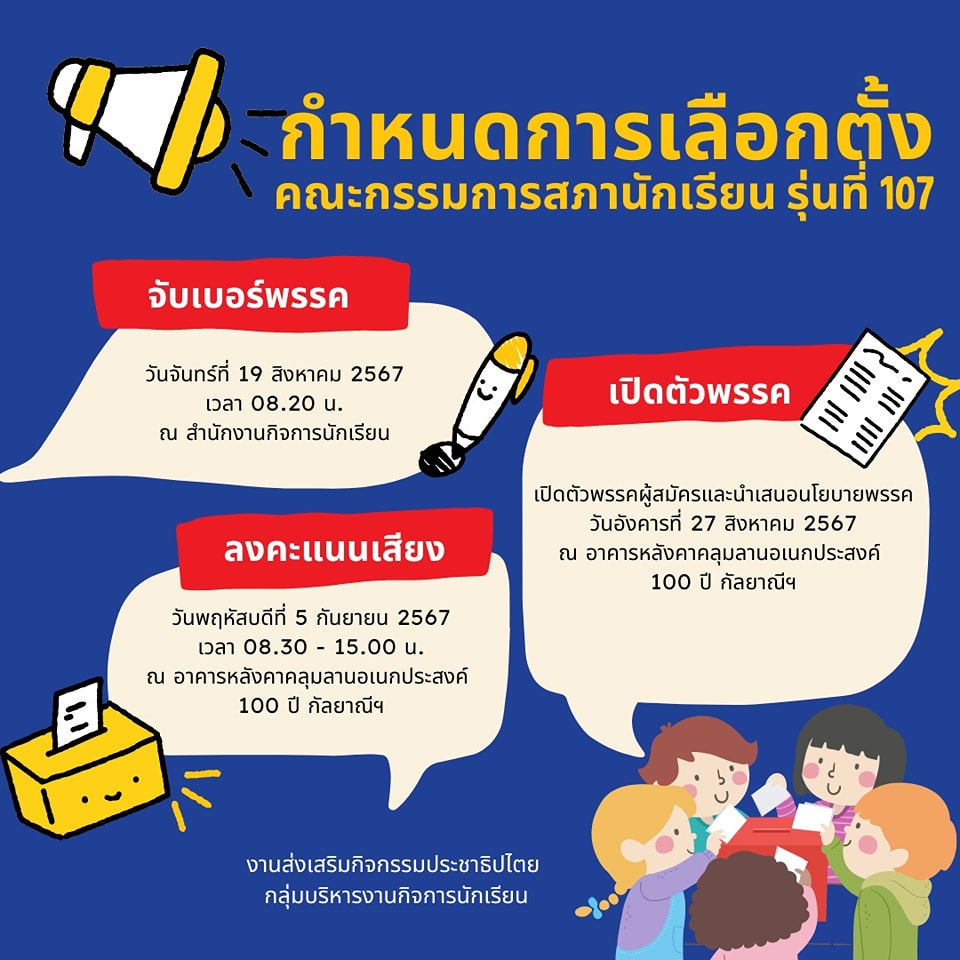 กำหนดการเลือกตั้ง
คณะกรรมการสภานักเรียน รุ่นที่ 107
จับเบอร์พรรค
วันจันทร์ที่ 19 สิงหาคม 2567
เวลา 08.20 น.
ณ สำนักงานกิจการนักเรียน
เปิดตัวพรรค
เปิดตัวพรรคผู้สมัครและนำเสนอนโยบายพรรค
วันอังคารที่ 27 สิงหาคม 2567
ณ อาคารหลังคาคลุมลานอเนกประสงค์
100 ปี กัลยาณีฯ
ลงคะแนนเสียง
วันพฤหัสบดีที่ 5 กันยายน 2567
เวลา 08.30 - 15.00 น.
ณ อาคารหลังคาคลุมลานอเนกประสงค์
100 ปี กัลยาณีฯ
งานส่งเสริมกิจกรรมประชาธิปไตย
กลุ่มบริหารงานกิจการนักเรียน